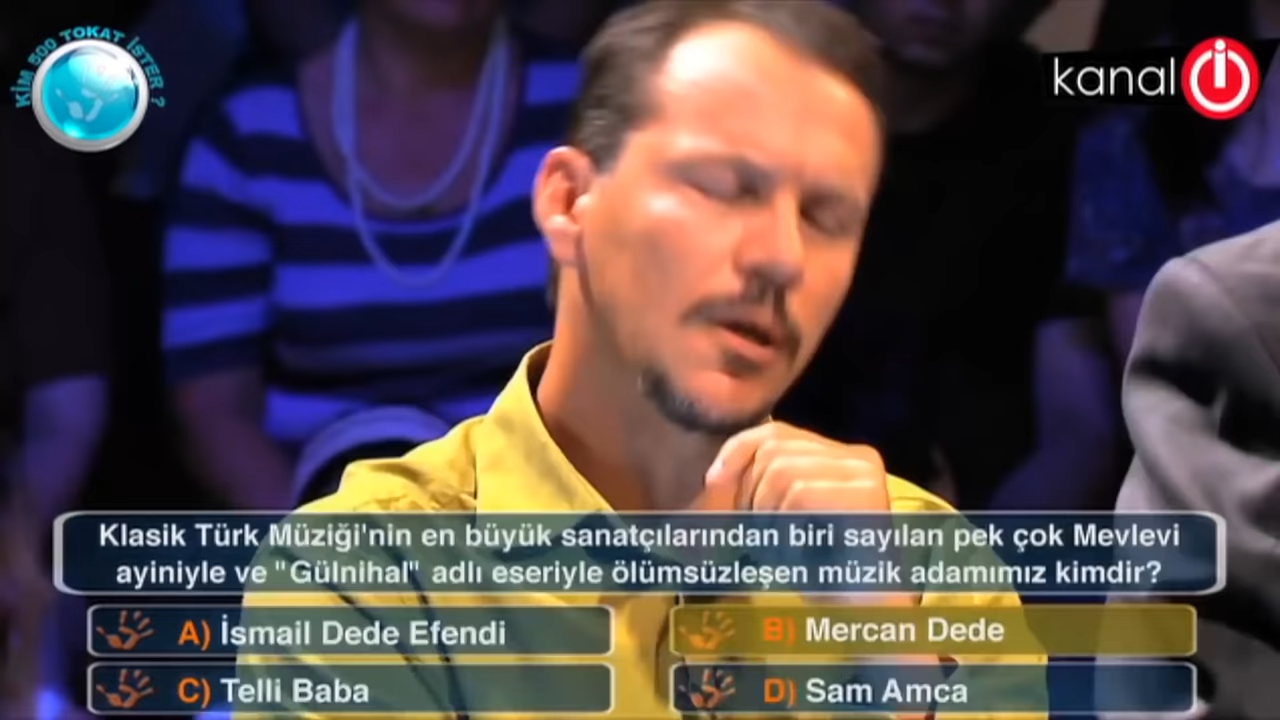 KİM 500 TOKAT İSTER ?
kanal i
Klasik Türk Müziği'nin en büyük sanatçılarından biri sayılan pek çok Mevlevi
ayiniyle ve "Gülnihal" adlı eseriyle ölümsüzleşen müzik adamımız kimdir?
A) İsmail Dede Efendi
B) Mercan Dede
C) Telli Baba
D) Sam Amca